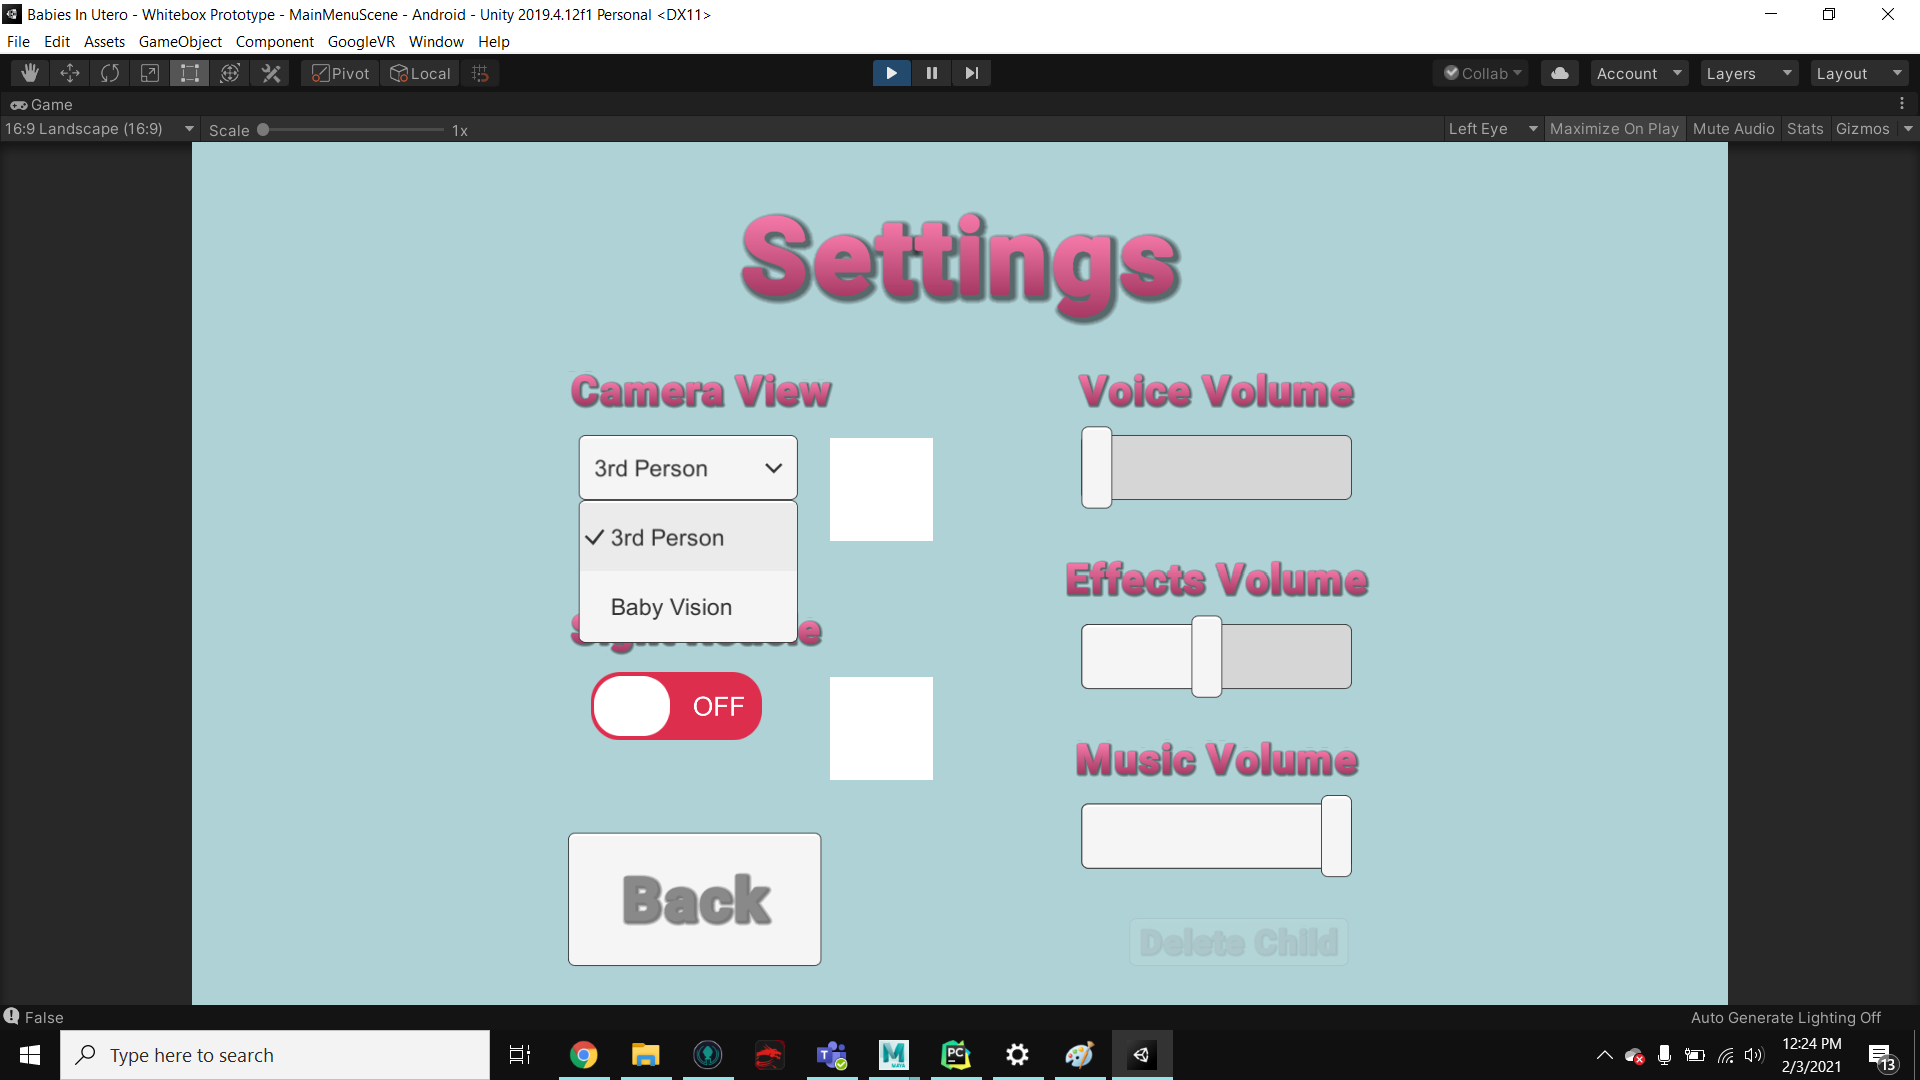 Babies In Utero - Whitebox Prototype - MainMenuScene - Android - Unity 2019.4.12f1 Personal <DX11>
File Edit Assets GameObject Component GoogleVR Window Help
Pivot Local Collab Account Layers Layout
Game
16:9 Landscape (16:9) Scale 1x Left Eye Maximize On Play Mute Audio Stats Gizmos
Settings
Camera View
3rd Person
3rd Person
Baby Vision
OFF
Back
Voice Volume
Effects Volume
Music Volume
Delete Child
False
Auto Generate Lighting Off
Type here to search
PC
M
MAYA
T
12:24 PM
2/3/2021
13